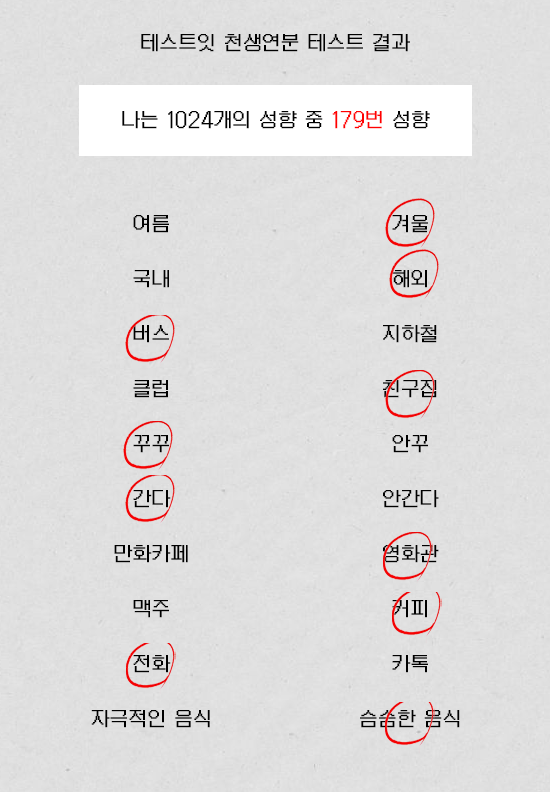 테스트잇 천생연분 테스트 결과
나는 1024개의 성향 중 179번 성향
여름 겨울
국내 해외
버스 지하철
클럽 친구집
꾸꾸 안꾸
간다 안간다
만화카페 영화관
맥주 커피
전화 카톡
자극적인 음식 슴슴한 음식